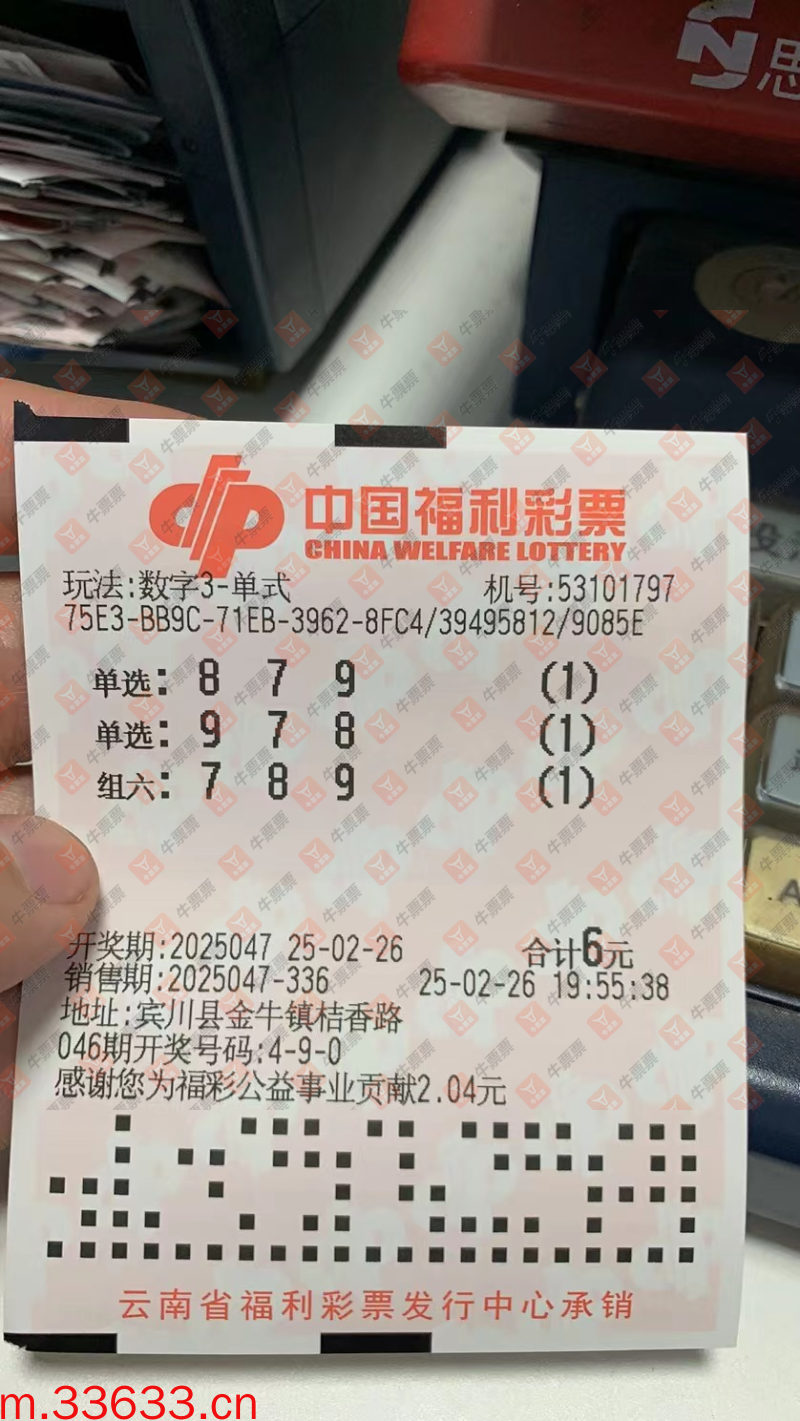 思
中国福利彩票
CHINA WELFARE LOTTERY
玩法:数字3-单式 机号:53101797
75E3-BB9C-71EB-3962-8FC4/39495812/9085E
单选: 8 7 9 (1)
单选: 9 7 8 (1)
组六: 7 8 9 (1)
开奖期:2025047 25-02-26 合计6元
销售期:2025047-336 25-02-26 19:55:38
地址:宾川县金牛镇桔香路
046期开奖号码:4-9-0
感谢您为福彩公益事业贡献2.04元
云南省福利彩票发行中心承销
牛票票
m.33633.cn